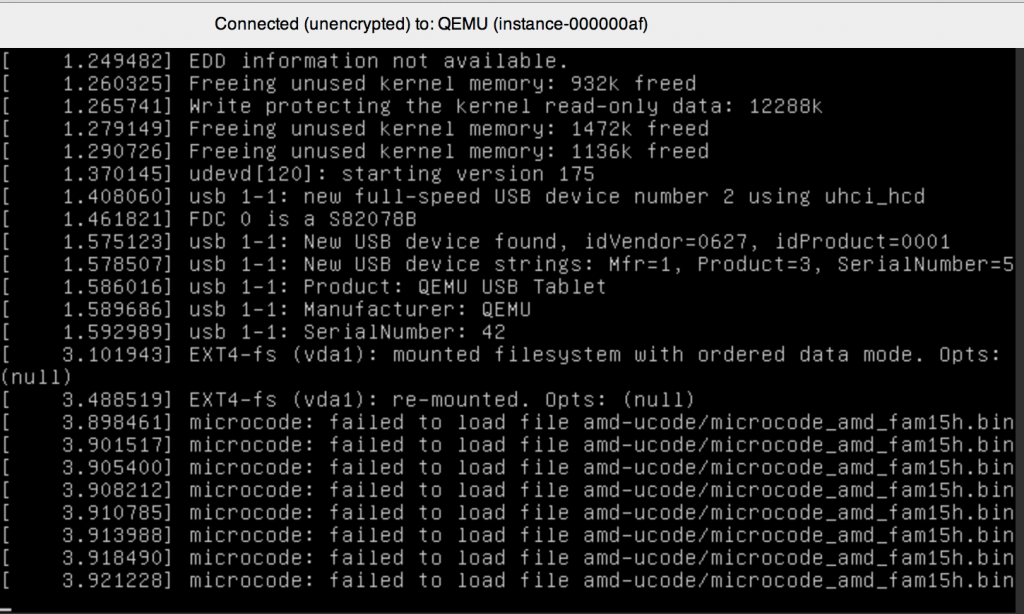 Connected (unencrypted) to: QEMU (instance-000000af)
[    1.249482] EDD information not available.
[    1.260325] Freeing unused kernel memory: 932k freed
[    1.265741] Write protecting the kernel read-only data: 12288k
[    1.279149] Freeing unused kernel memory: 1472k freed
[    1.290726] Freeing unused kernel memory: 1136k freed
[    1.370145] udevd[120]: starting version 175
[    1.408060] usb 1-1: new full-speed USB device number 2 using uhci_hcd
[    1.461821] FDC 0 is a S82078B
[    1.575123] usb 1-1: New USB device found, idVendor=0627, idProduct=0001
[    1.578507] usb 1-1: New USB device strings: Mfr=1, Product=3, SerialNumber=5
[    1.586016] usb 1-1: Product: QEMU USB Tablet
[    1.589686] usb 1-1: Manufacturer: QEMU
[    1.592989] usb 1-1: SerialNumber: 42
[    3.101943] EXT4-fs (vda1): mounted filesystem with ordered data mode. Opts:
(null)
[    3.488519] EXT4-fs (vda1): re-mounted. Opts: (null)
[    3.898461] microcode: failed to load file amd-ucode/microcode_amd_fam15h.bin
[    3.901517] microcode: failed to load file amd-ucode/microcode_amd_fam15h.bin
[    3.905400] microcode: failed to load file amd-ucode/microcode_amd_fam15h.bin
[    3.908212] microcode: failed to load file amd-ucode/microcode_amd_fam15h.bin
[    3.910785] microcode: failed to load file amd-ucode/microcode_amd_fam15h.bin
[    3.913988] microcode: failed to load file amd-ucode/microcode_amd_fam15h.bin
[    3.918490] microcode: failed to load file amd-ucode/microcode_amd_fam15h.bin
[    3.921228] microcode: failed to load file amd-ucode/microcode_amd_fam15h.bin